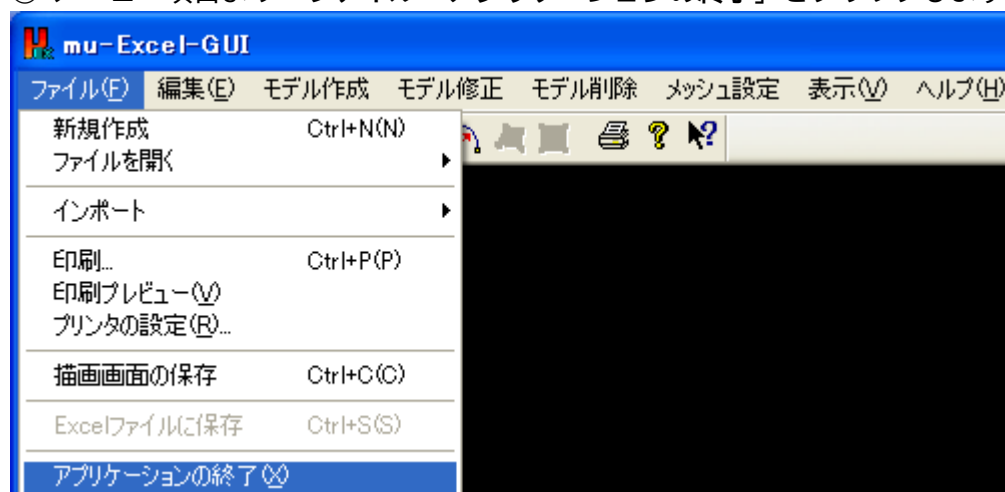 mu-Excel-GUI
ファイル(F) 編集(E) モデル作成 モデル修正 モデル削除 メッシュ設定 表示(V) ヘルプ(H)
新規作成 Ctrl+N(N)
ファイルを開く
インポート
印刷... Ctrl+P(P)
印刷プレビュー(V)
プリンタの設定(R)...
描画画面の保存 Ctrl+C(C)
Excelファイルに保存 Ctrl+S(S)
アプリケーションの終了(X)